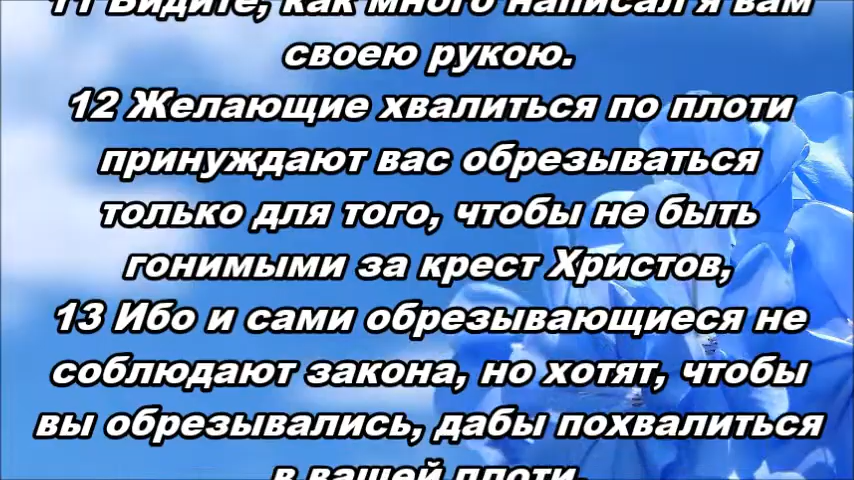 11 Видите, как много написал я вам
своею рукою.
12 Желающие хвалиться по плоти
принуждают вас обрезываться
только для того, чтобы не быть
гонимыми за крест Христов,
13 Ибо и сами обрезывающиеся не
соблюдают закона, но хотят, чтобы
вы обрезывались, дабы похвалиться
в вашей плоти.